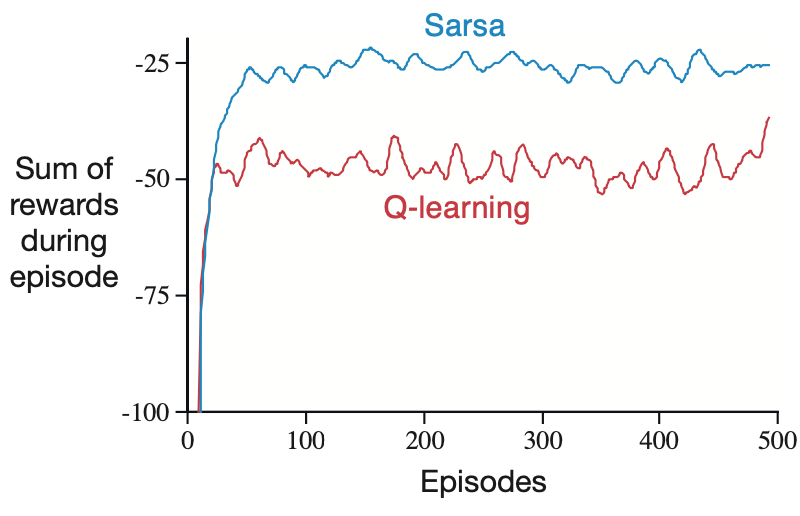 Sarsa
-25
-50
Sum of
rewards
during
episode
Q-learning
-75
-100
0
100
200
300
400
500
Episodes